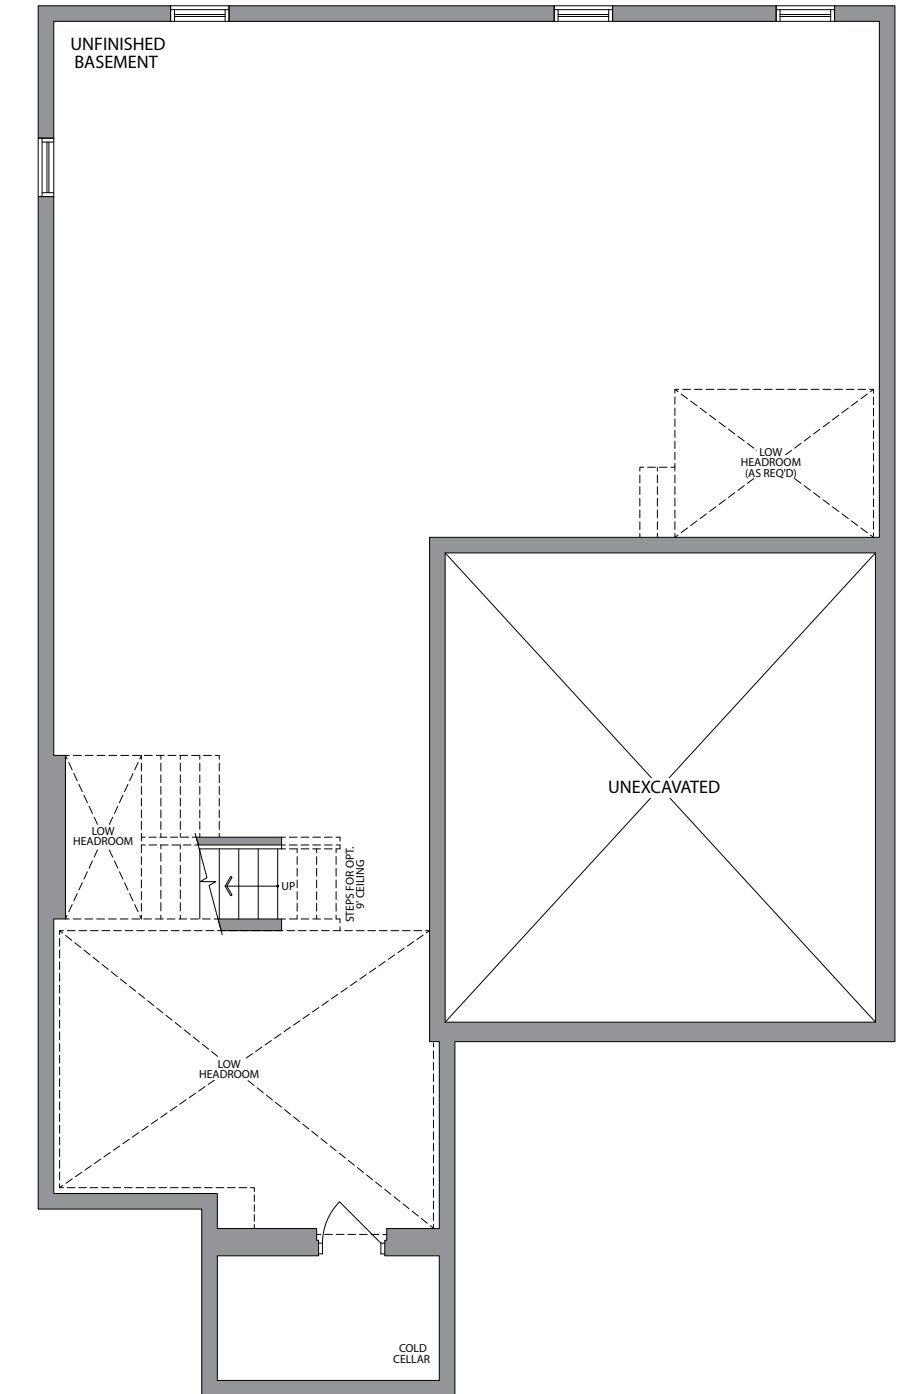 UNFINISHED
BASEMENT
LOW
HEADROOM
(AS REQ'D)
UNEXCAVATED
LOW
HEADROOM
UP
STEPS FOR OPT.
9' CEILING
LOW
HEADROOM
COLD
CELLAR